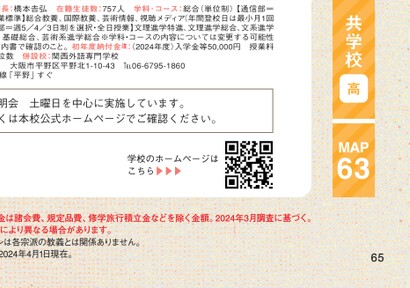 長:橋本壺弘 在籍生徒数:757人 学科・コース:総合(単位制)【通信部ー
業標準】総合教養、国際教養、芸術情報、視聴メディア(年間登校日は最小月1回
部ー週5/4/3日制を選択・全日授業】文理進学特進、文理進学総合、文系進学
基礎総合、芸術系進学総合※学科・コースの内容については変更する可能性
内書で確認のこと。 初年度納付金※:(2024年度)入学金等50,000円 授業料
位数 併設校:関西外語専門学校
大阪市平野区平野北1-10-43 ℡06-6795-1860
線「平野」すぐ
明会 土曜日を中心に実施しています。
くは本校公式ホームページでご確認ください。
学校のホームページは
こちら▶▶▶
共学校
高
MAP
63
金は諸会費、規定品費、修学旅行積立金などを除く金額。2024年3月調査に基づく。
により異なる場合があります。
ンは各宗派の教義とは関係ありません。
2024年4月1日現在。
65